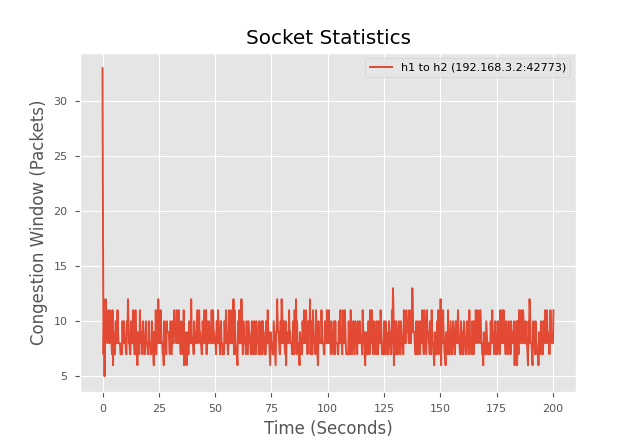 Socket Statistics
h1 to h2 (192.168.3.2:42773)
Congestion Window (Packets)
30
25
20
15
10
5
0 25 50 75 100 125 150 175 200
Time (Seconds)